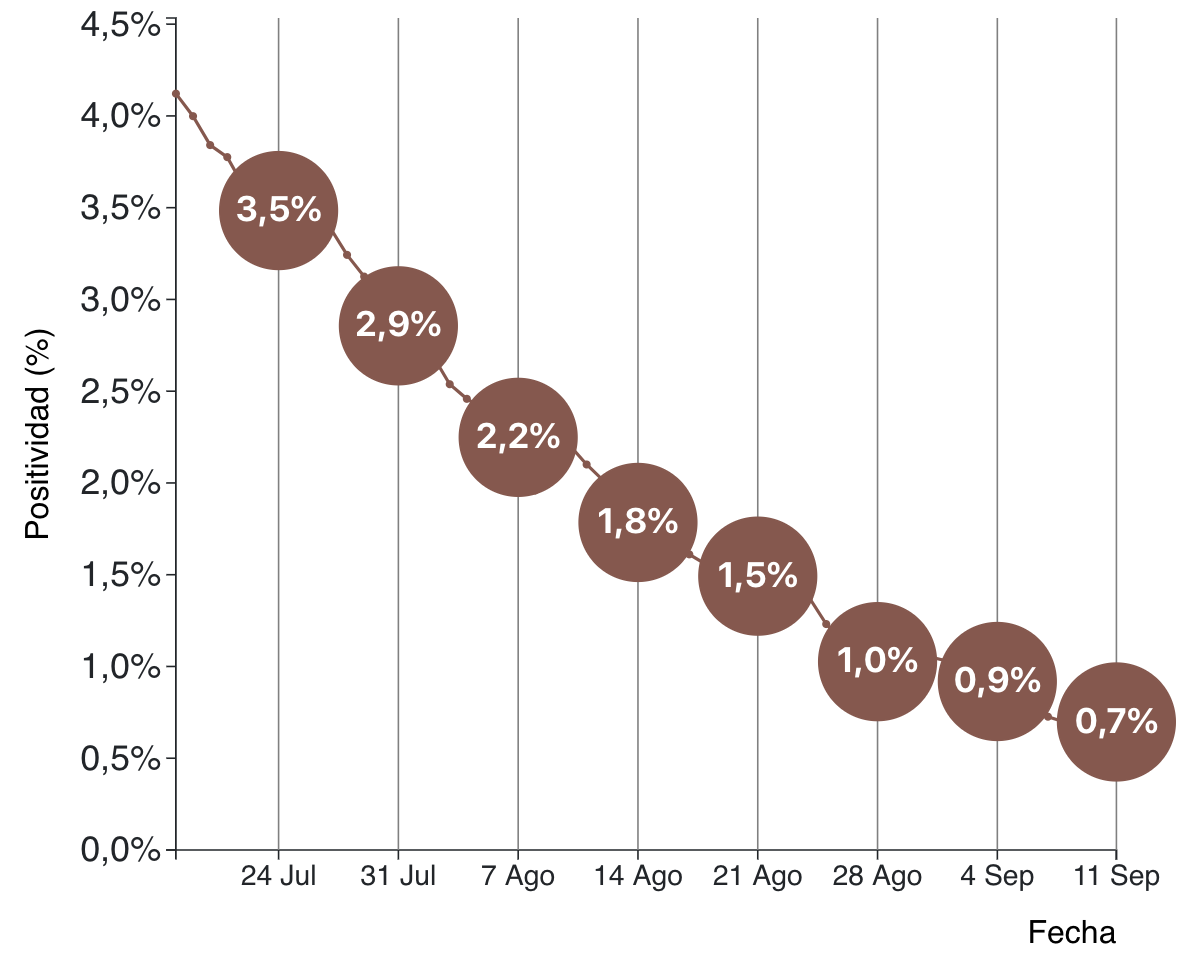 4,5%
4,0%
3,5%
3,0%
2,5%
2,0%
1,5%
1,0%
0,5%
0,0%
Positividad (%)
3,5%
2,9%
2,2%
1,8%
1,5%
1,0%
0,9%
0,7%
24 Jul
31 Jul
7 Ago
14 Ago
21 Ago
28 Ago
4 Sep
11 Sep
Fecha